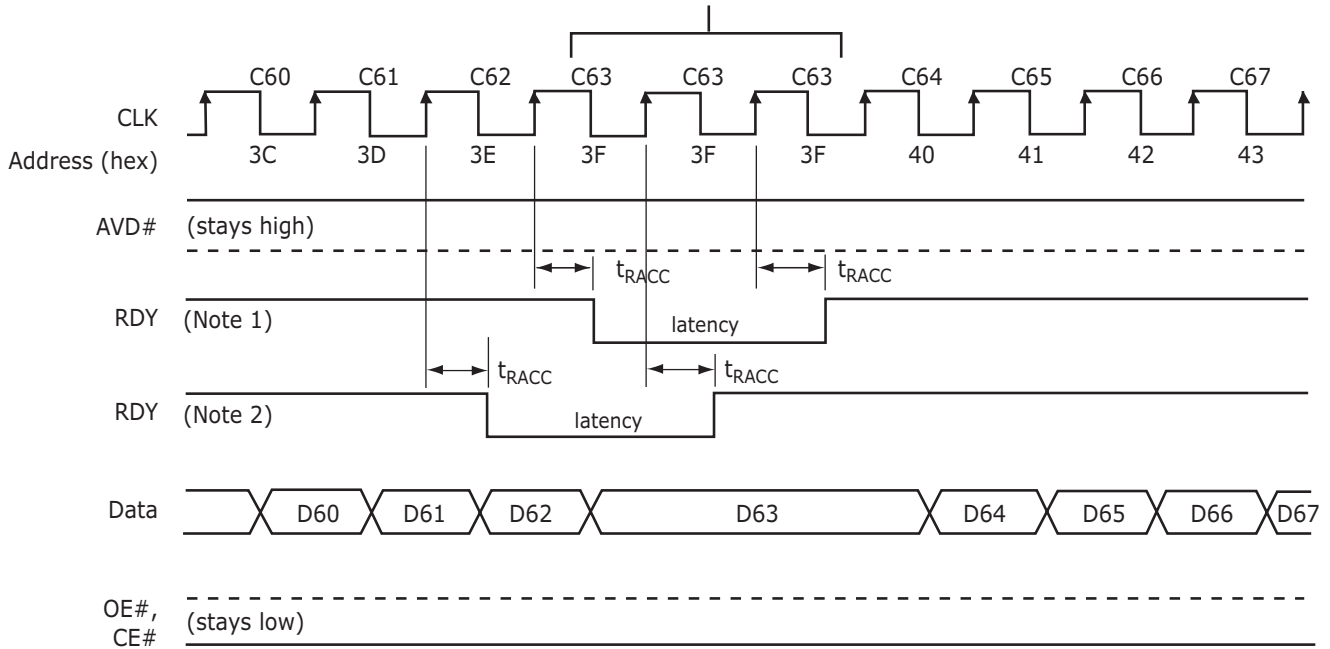 C60 C61 C62 C63 C63 C63 C64 C65 C66 C67
CLK
Address (hex) 3C 3D 3E 3F 3F 3F 40 41 42 43
AVD# (stays high)
tRACC tRACC
RDY (Note 1) latency
tRACC tRACC
RDY (Note 2) latency
Data D60 D61 D62 D63 D64 D65 D66 D67
OE#,
CE# (stays low)